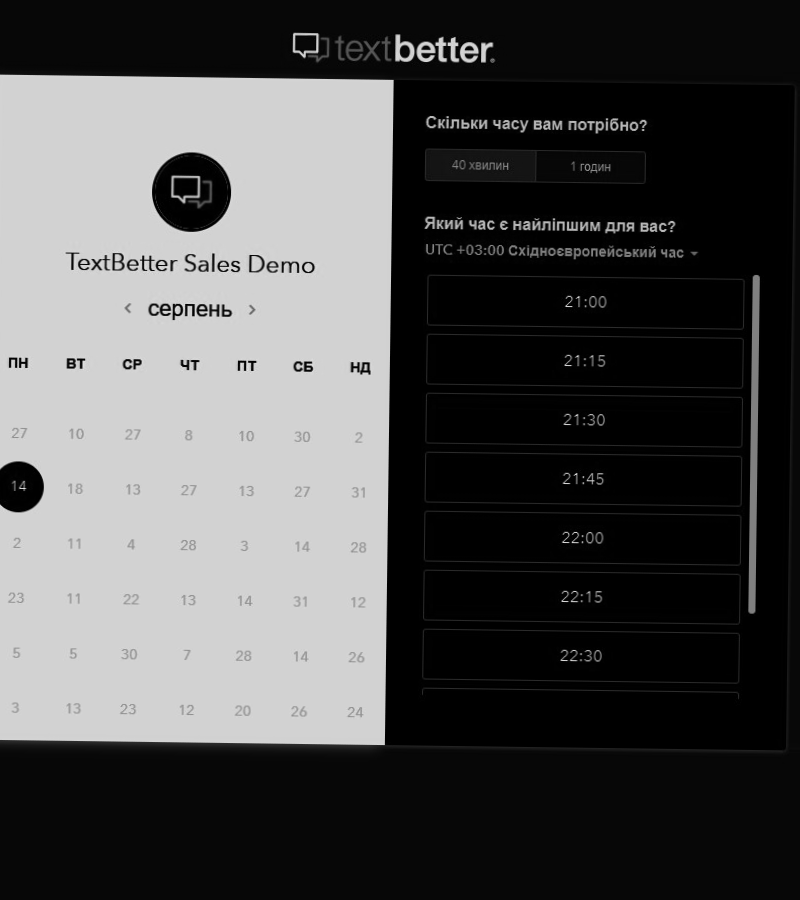 textbetter.
TextBetter Sales Demo
серпень
ПН ВТ СР ЧТ ПТ СБ НД
27 10 27 8 10 30 2
14 18 13 27 13 27 31
2 11 4 28 3 14 28
23 11 22 13 14 31 12
5 5 30 7 28 14 26
3 13 23 12 20 26 24
Скільки часу вам потрібно?
40 хвилин 1 годин
Який час є найліпшим для вас?
UTC +03:00 Східноєвропейський час
21:00
21:15
21:30
21:45
22:00
22:15
22:30